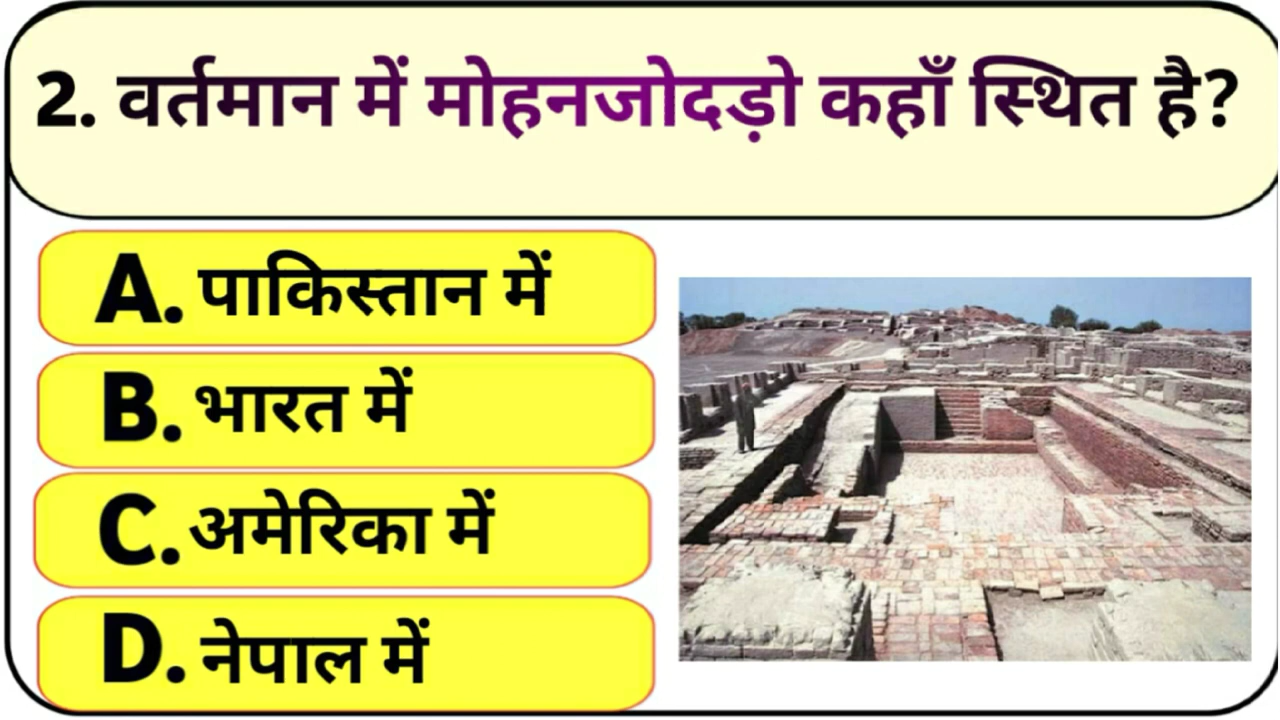 2. वर्तमान में मोहनजोदड़ो कहाँ स्थित है?
A. पाकिस्तान में
B. भारत में
C. अमेरिका में
D. नेपाल में